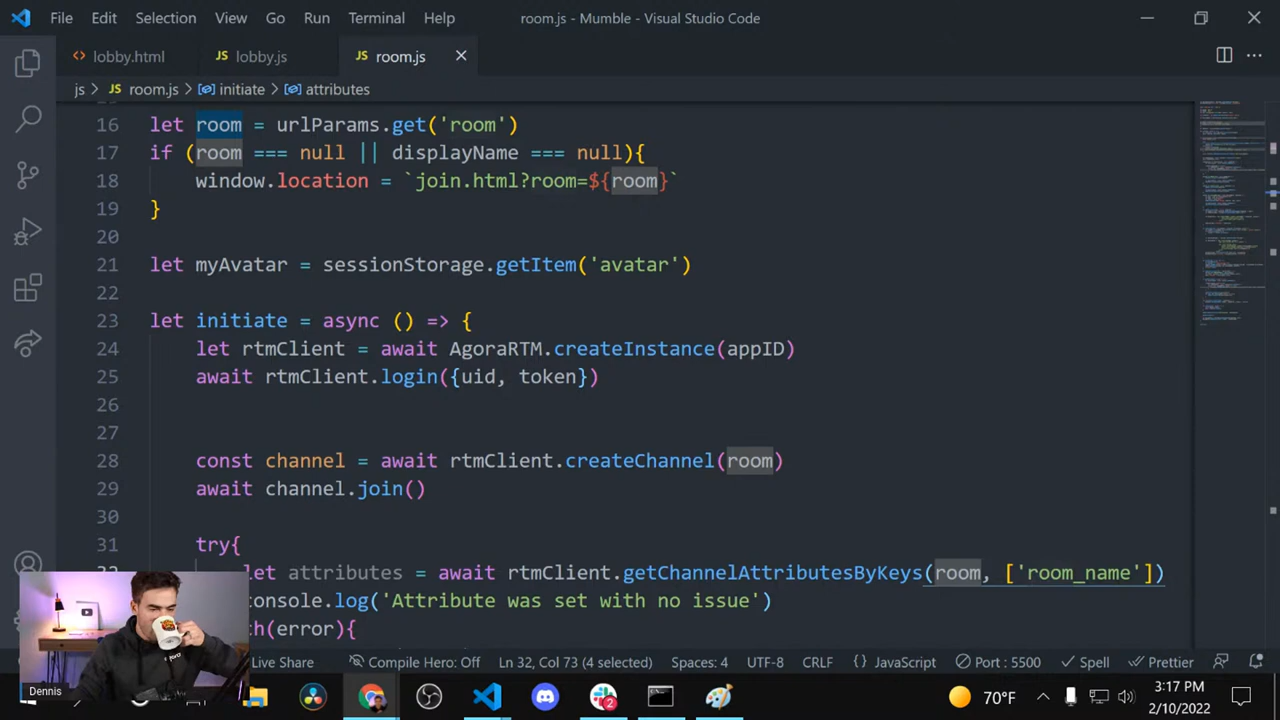 File Edit Selection View Go Run Terminal Help room.js - Mumble - Visual Studio Code
lobby.html JS lobby.js JS room.js
js > JS room.js > initiate > attributes
16 let room = urlParams.get('room')
17 if (room === null || displayName === null){
18 window.location = `join.html?room=${room}`
19 }
20
21 let myAvatar = sessionStorage.getItem('avatar')
22
23 let initiate = async () => {
24 let rtmClient = await AgoraRTM.createInstance(appID)
25 await rtmClient.login({uid, token})
26
27
28 const channel = await rtmClient.createChannel(room)
29 await channel.join()
30
31 try{
let attributes = await rtmClient.getChannelAttributesByKeys(room, ['room_name'])
console.log('Attribute was set with no issue')
(error){
Live Share Compile Hero: Off Ln 32, Col 73 (4 selected) Spaces: 4 UTF-8 CRLF {} JavaScript Port : 5500 Spell Prettier
Dennis
2
70°F
3:17 PM
2/10/2022